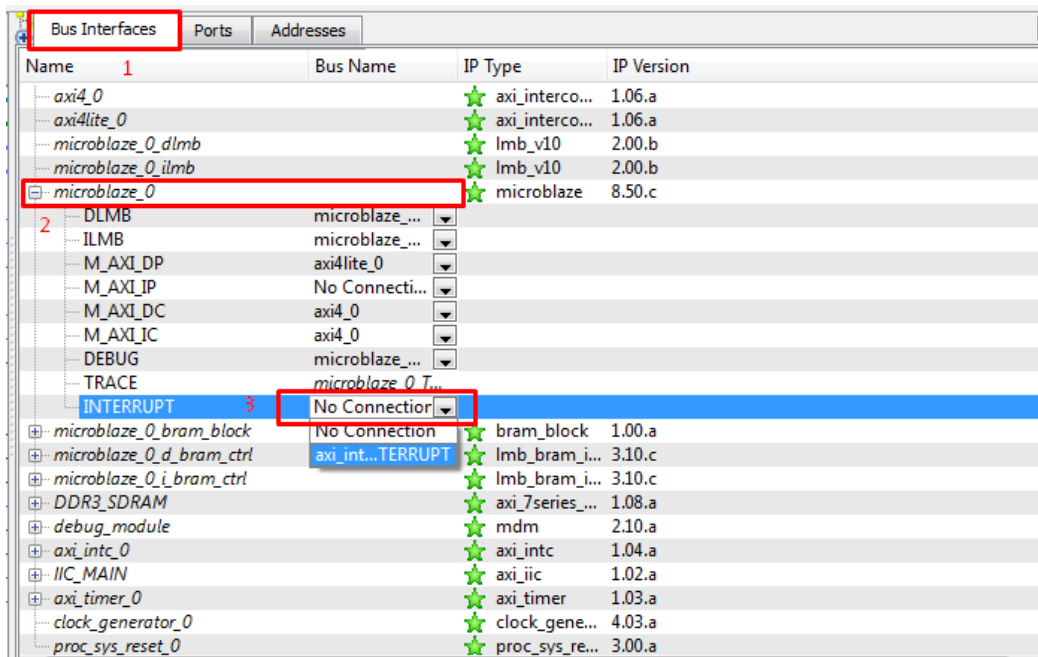 Bus Interfaces Ports Addresses
Name 1 Bus Name IP Type IP Version
axi4_0 axi_interco... 1.06.a
axi4lite_0 axi_interco... 1.06.a
microblaze_0_dlmb lmb_v10 2.00.b
microblaze_0_ilmb lmb_v10 2.00.b
microblaze_0 microblaze 8.50.c
2 DLMB microblaze_...
ILMB microblaze_...
M_AXI_DP axi4lite_0
M_AXI_IP No Connecti...
M_AXI_DC axi4_0
M_AXI_IC axi4_0
DEBUG microblaze_...
TRACE microblaze_0_T...
INTERRUPT 3 No Connection
microblaze_0_bram_block No Connection bram_block 1.00.a
microblaze_0_d_bram_ctrl axi_int...TERRUPT lmb_bram_i... 3.10.c
microblaze_0_i_bram_ctrl lmb_bram_i... 3.10.c
DDR3_SDRAM axi_7series_... 1.08.a
debug_module mdm 2.10.a
axi_intc_0 axi_intc 1.04.a
IIC_MAIN axi_iic 1.02.a
axi_timer_0 axi_timer 1.03.a
clock_generator_0 clock_gene... 4.03.a
proc_sys_reset_0 proc_sys_re... 3.00.a